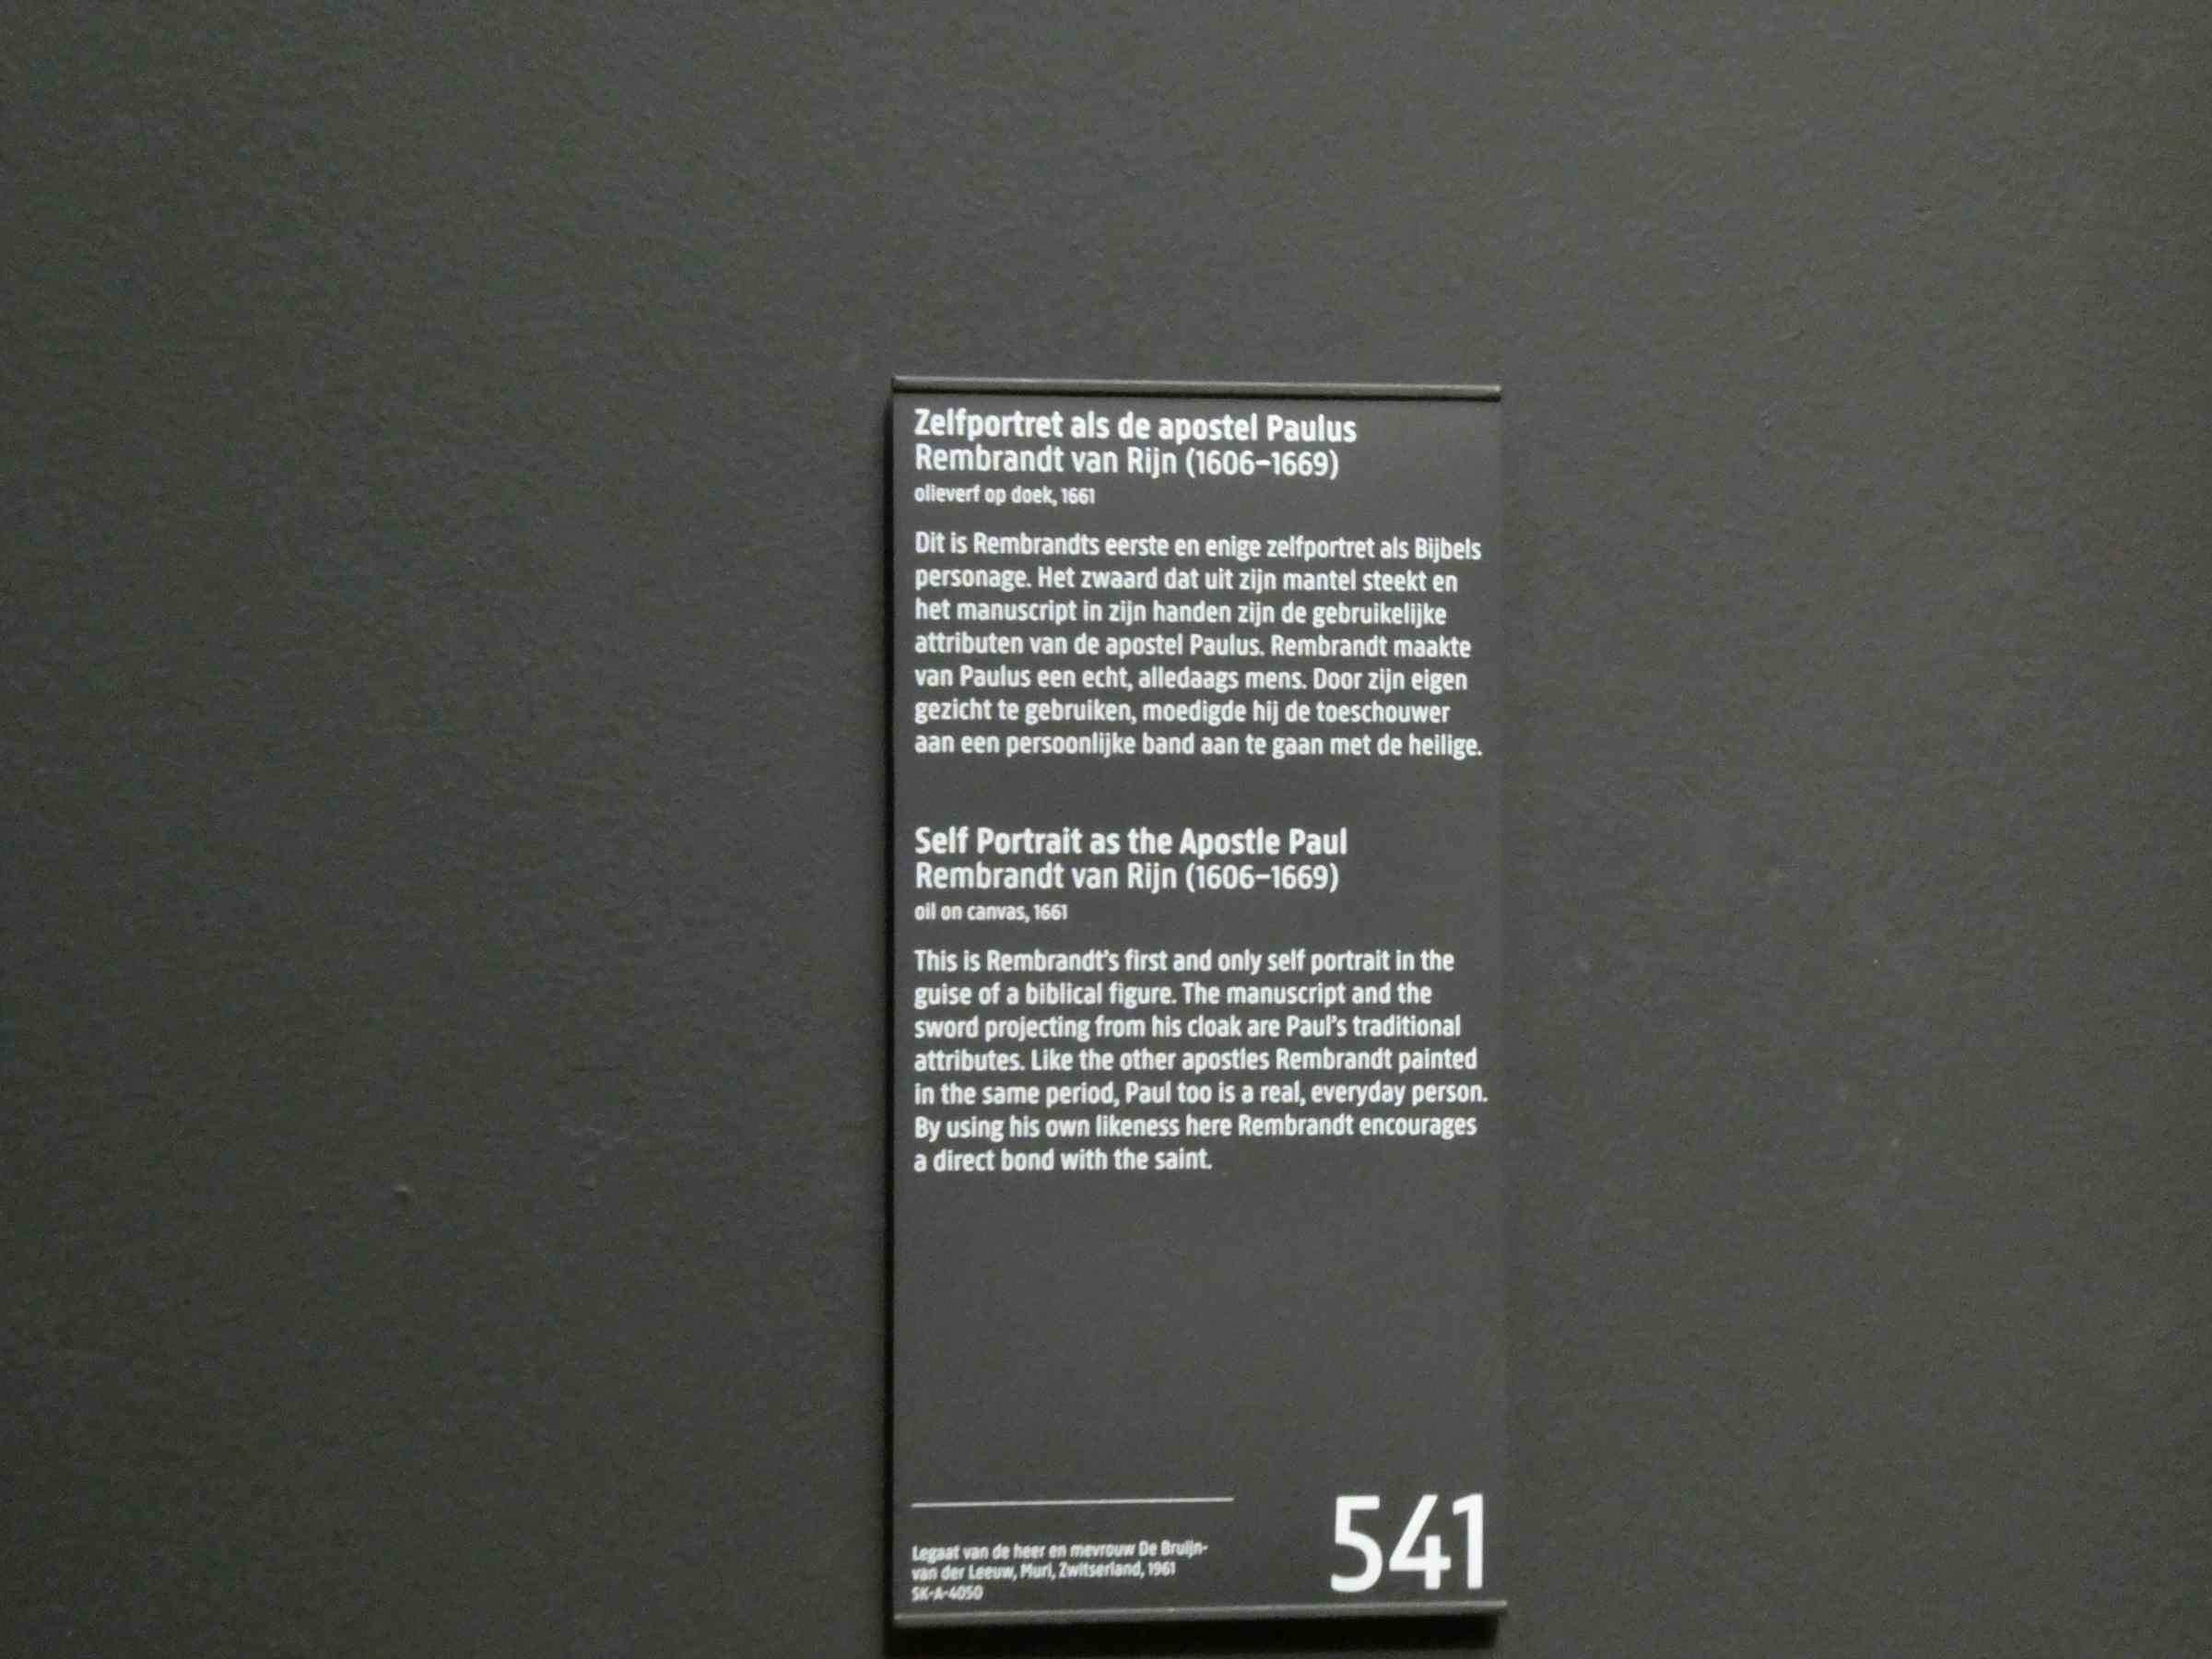 Zelfportret als de apostel Paulus
Rembrandt van Rijn (1606–1669)
olieverf op doek, 1661
Dit is Rembrandts eerste en enige zelfportret als Bijbels
personage. Het zwaard dat uit zijn mantel steekt en
het manuscript in zijn handen zijn de gebruikelijke
attributen van de apostel Paulus. Rembrandt maakte
van Paulus een echt, alledaags mens. Door zijn eigen
gezicht te gebruiken, moedigde hij de toeschouwer
aan een persoonlijke band aan te gaan met de heilige.
Self Portrait as the Apostle Paul
Rembrandt van Rijn (1606–1669)
oil on canvas, 1661
This is Rembrandt's first and only self portrait in the
guise of a biblical figure. The manuscript and the
sword projecting from his cloak are Paul's traditional
attributes. Like the other apostles Rembrandt painted
in the same period, Paul too is a real, everyday person.
By using his own likeness here Rembrandt encourages
a direct bond with the saint.
Legaat van de heer en mevrouw De Bruijn-
van der Leeuw, Muri, Zwitserland, 1961
SK-A-4050
541